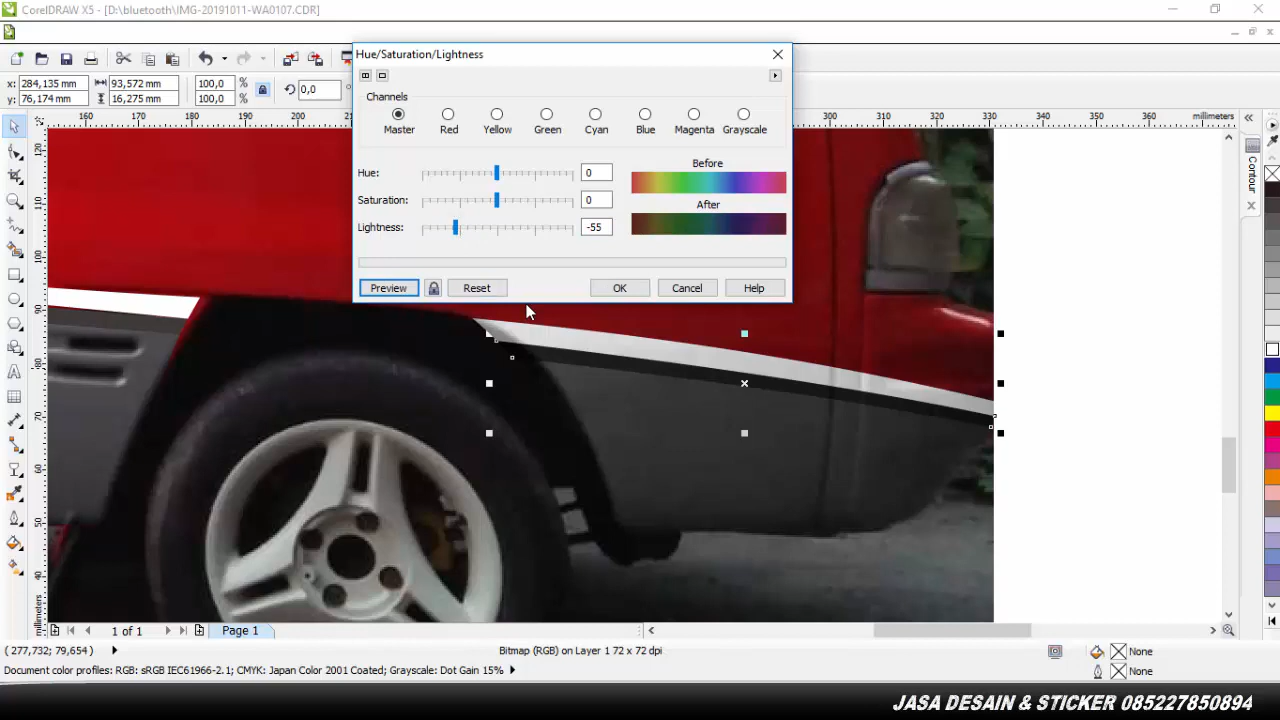 CorelDRAW X5 - [D:\bluetooth\IMG-20191011-WA0107.CDR]
Hue/Saturation/Lightness
x: 284,135 mm
y: 76,174 mm
93,572 mm
16,275 mm
100,0
100,0
%
%
0,0
°
Channels
Master
Red
Yellow
Green
Cyan
Blue
Magenta
Grayscale
Hue:
0
Before
Saturation:
0
After
Lightness:
-55
Preview
Reset
OK
Cancel
Help
160
170
180
190
200
300
310
320
330
340
350
360
370
millimeters
120
110
100
90
80
70
60
50
40
millimeters
Contour
1 of 1
Page 1
( 277,732; 79,654 )
Bitmap (RGB) on Layer 1 72 x 72 dpi
None
Document color profiles: RGB: sRGB IEC61966-2.1; CMYK: Japan Color 2001 Coated; Grayscale: Dot Gain 15%
None
JASA DESAIN & STICKER 085227850894